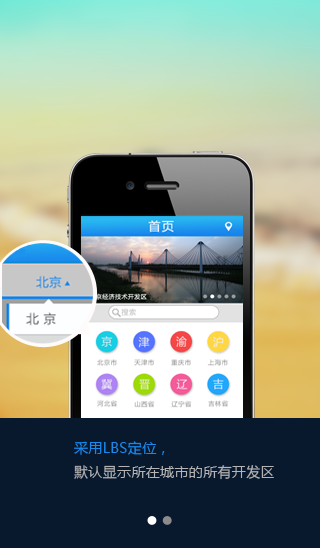 首页
北京
北京
京经济技术开发区
搜索
京 津 渝 沪
北京市 天津市 重庆市 上海市
冀 晋 辽 吉
河北省 山西省 辽宁省 吉林省
采用LBS定位，
默认显示所在城市的所有开发区